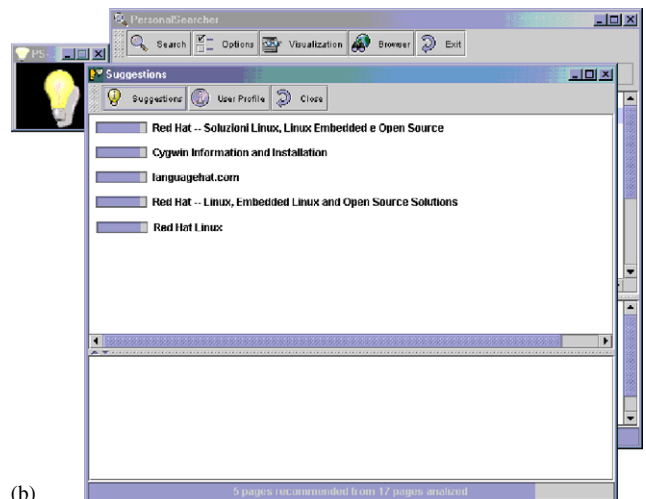 PersonalSearcher
Search Options Visualization Browser Exit
PS-
Suggestions
Suggestions User Profile Close
Red Hat -- Soluzioni Linux, Linux Embedded e Open Source
Cygwin Information and Installation
languagehat.com
Red Hat -- Linux, Embedded Linux and Open Source Solutions
Red Hat Linux
5 pages recommended from 17 pages analized
(b)